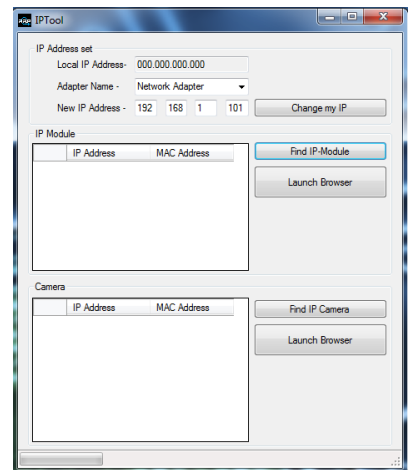 IPTool
IP Address set
Local IP Address- 000.000.000.000
Adapter Name - Network Adapter
New IP Address - 192 168 1 101 Change my IP
IP Module
IP Address MAC Address Find IP-Module
Launch Browser
Camera
IP Address MAC Address Find IP Camera
Launch Browser